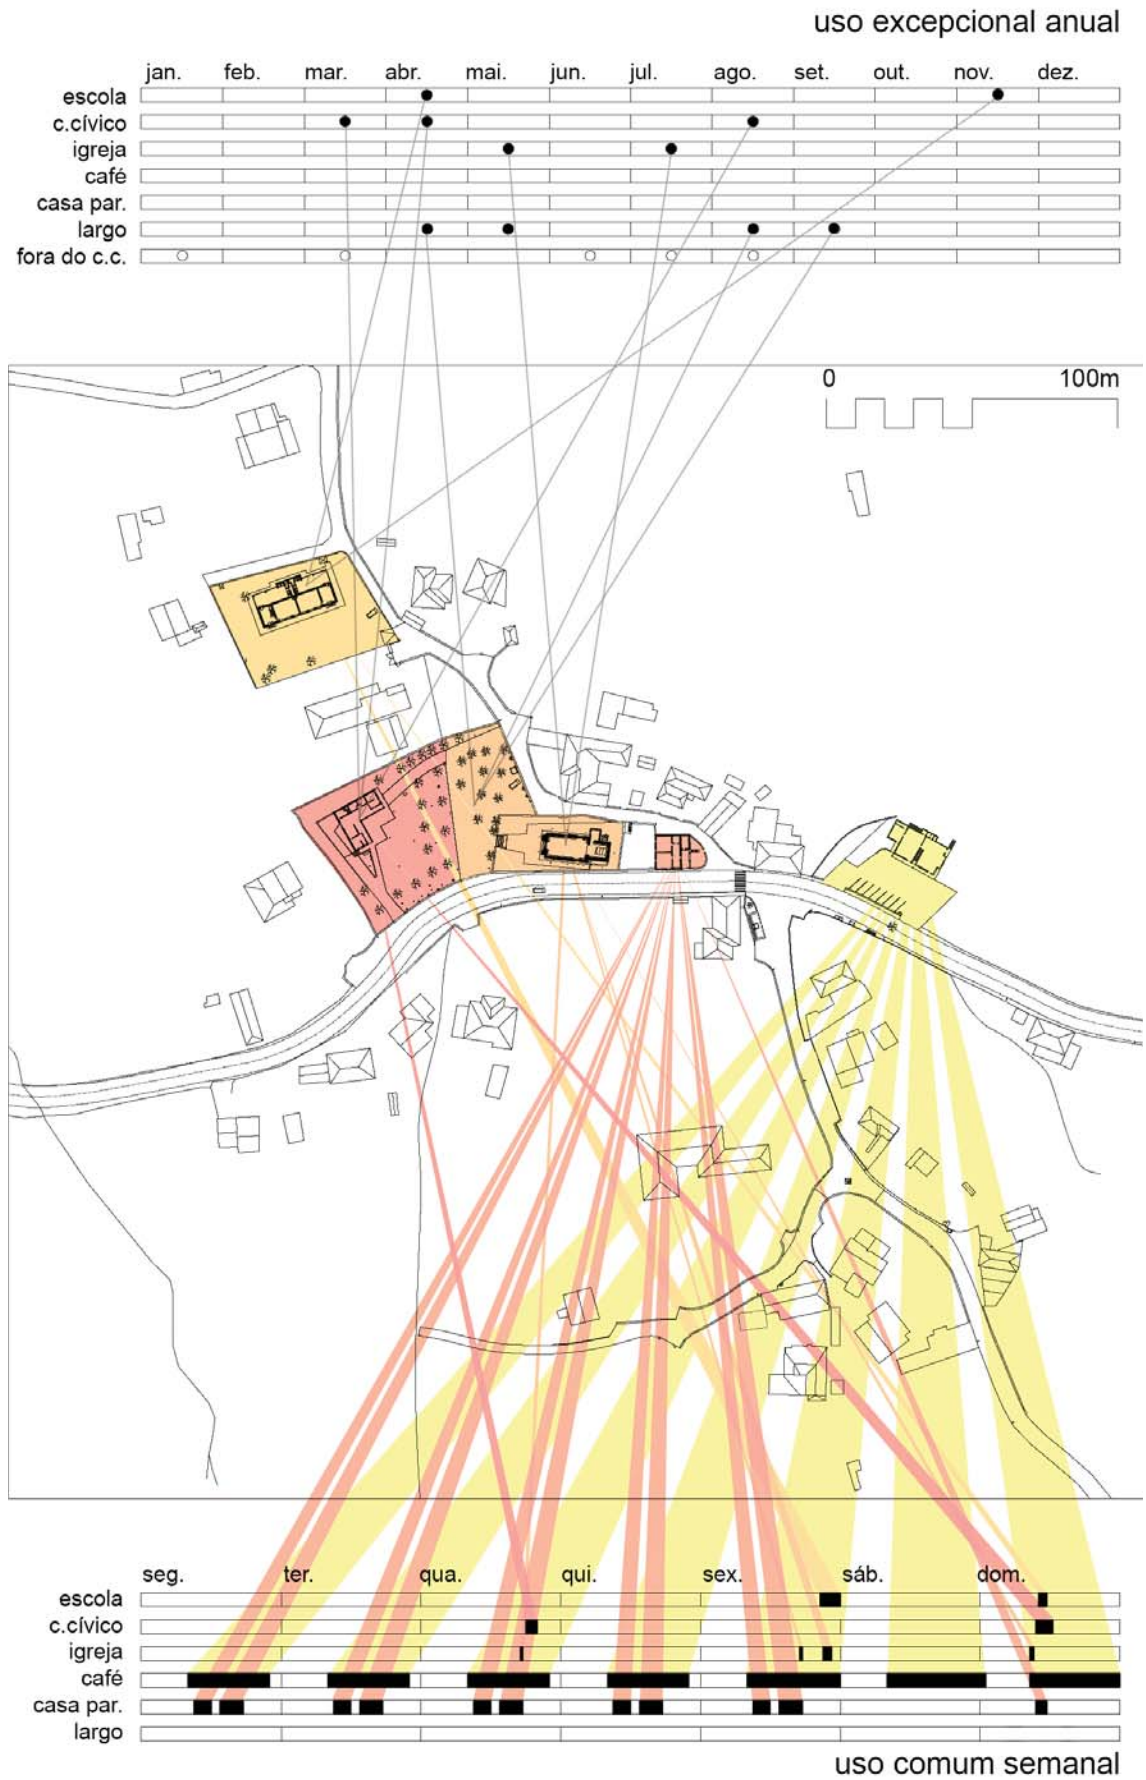 uso excepcional anual
jan. feb. mar. abr. mai. jun. jul. ago. set. out. nov. dez.
escola
c.cívico
igreja
café
casa par.
largo
fora do c.c.
0 100m
seg. ter. qua. qui. sex. sáb. dom.
escola
c.cívico
igreja
café
casa par.
largo
uso comum semanal